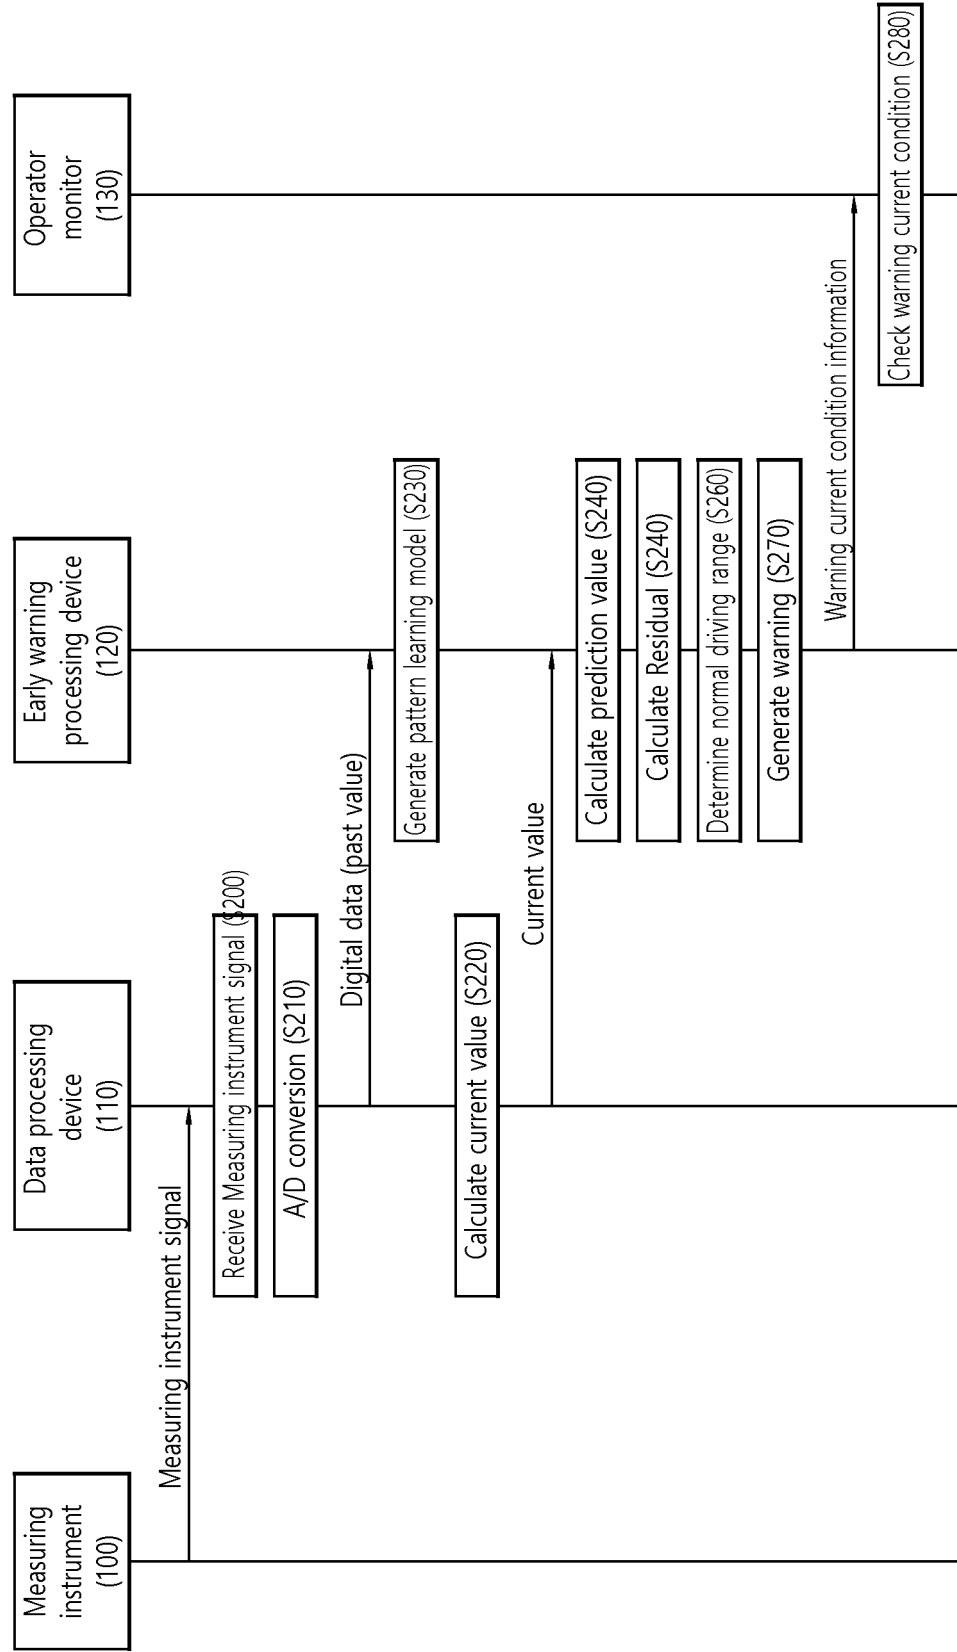 Measuring
instrument
(100)
Data processing
device
(110)
Early warning
processing device
(120)
Operator
monitor
(130)
Measuring instrument signal
Receive Measuring instrument signal (S200)
A/D conversion (S210)
Digital data (past value)
Generate pattern learning model (S230)
Calculate current value (S220)
Current value
Calculate prediction value (S240)
Calculate Residual (S240)
Determine normal driving range (S260)
Generate warning (S270)
Warning current condition information
Check warning current condition (S280)